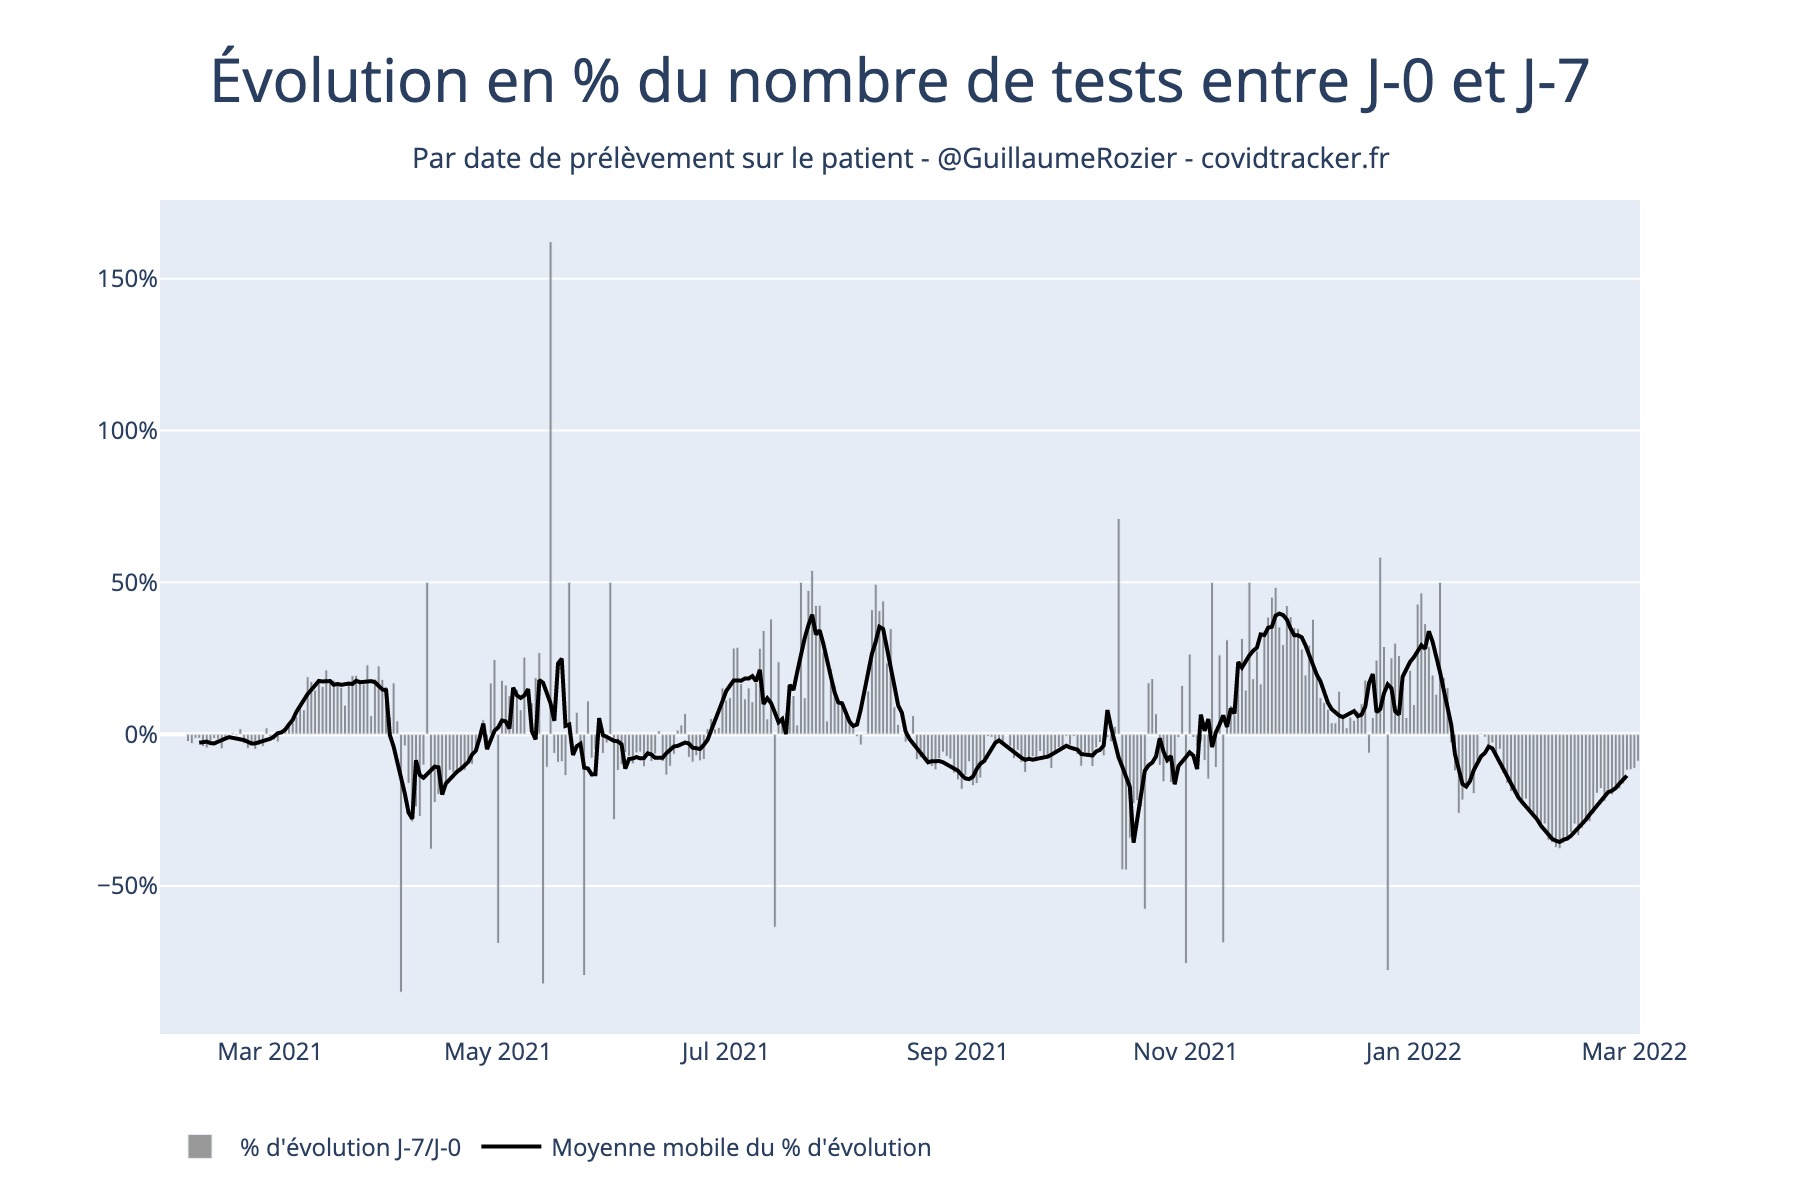 Évolution en % du nombre de tests entre J-0 et J-7
Par date de prélèvement sur le patient - @GuillaumeRozier - covidtracker.fr
150%
100%
50%
0%
−50%
Mar 2021 May 2021 Jul 2021 Sep 2021 Nov 2021 Jan 2022 Mar 2022
% d'évolution J-7/J-0 Moyenne mobile du % d'évolution